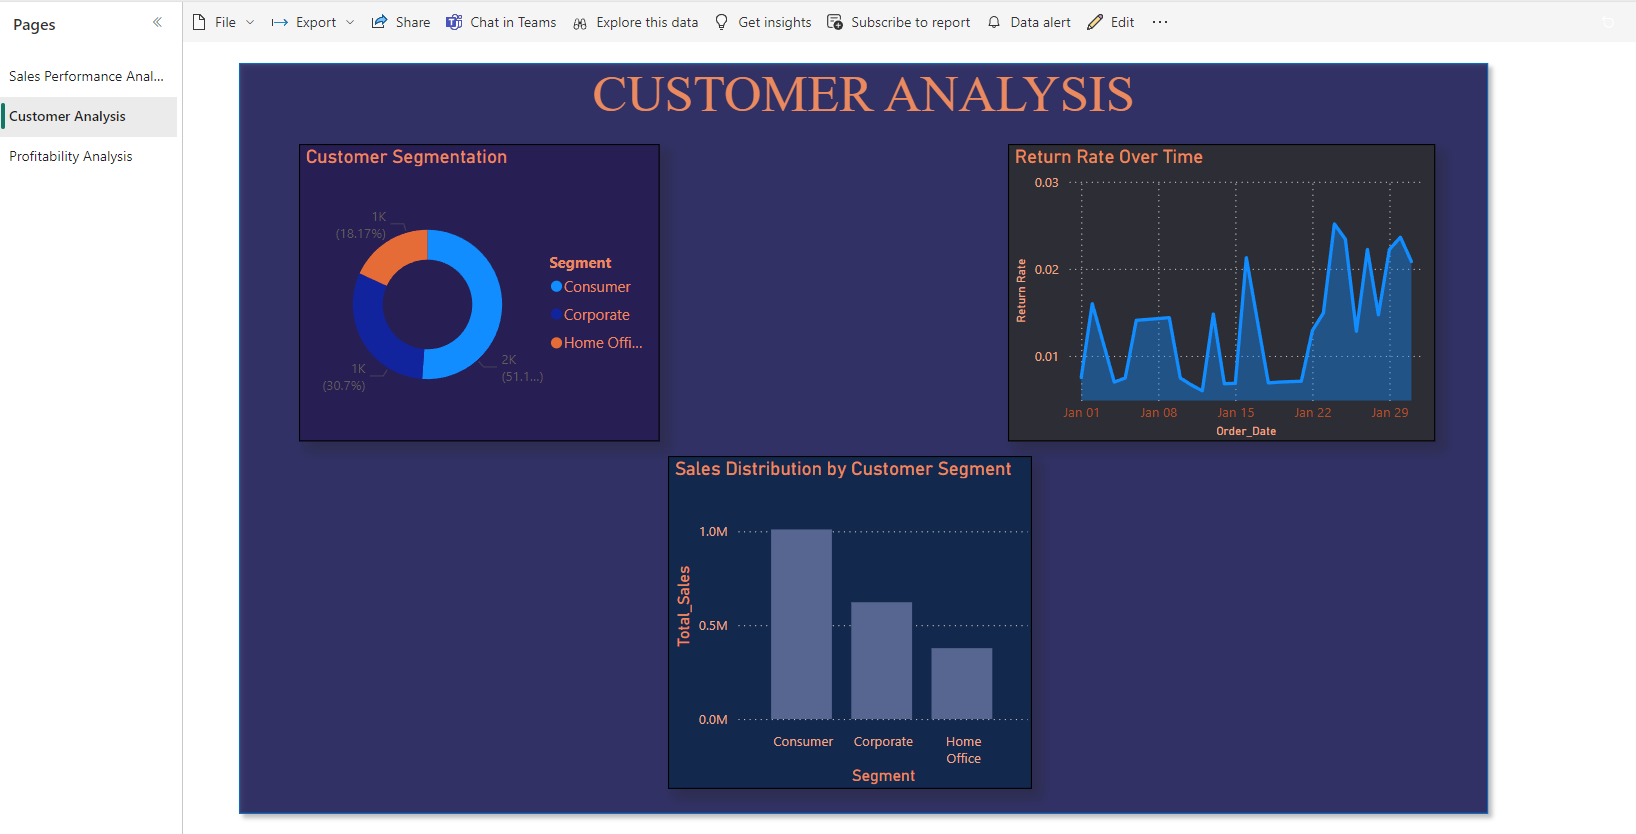 Pages
Sales Performance Anal...
Customer Analysis
Profitability Analysis
File
Export
Share
Chat in Teams
Explore this data
Get insights
Subscribe to report
Data alert
Edit
CUSTOMER ANALYSIS
Customer Segmentation
1K
(18.17%)
1K
(30.7%)
2K
(51.1...)
Segment
Consumer
Corporate
Home Offi...
Return Rate Over Time
0.03
0.02
0.01
Return Rate
Jan 01
Jan 08
Jan 15
Jan 22
Jan 29
Order_Date
Sales Distribution by Customer Segment
1.0M
0.5M
0.0M
Total_Sales
Consumer
Corporate
Home
Office
Segment